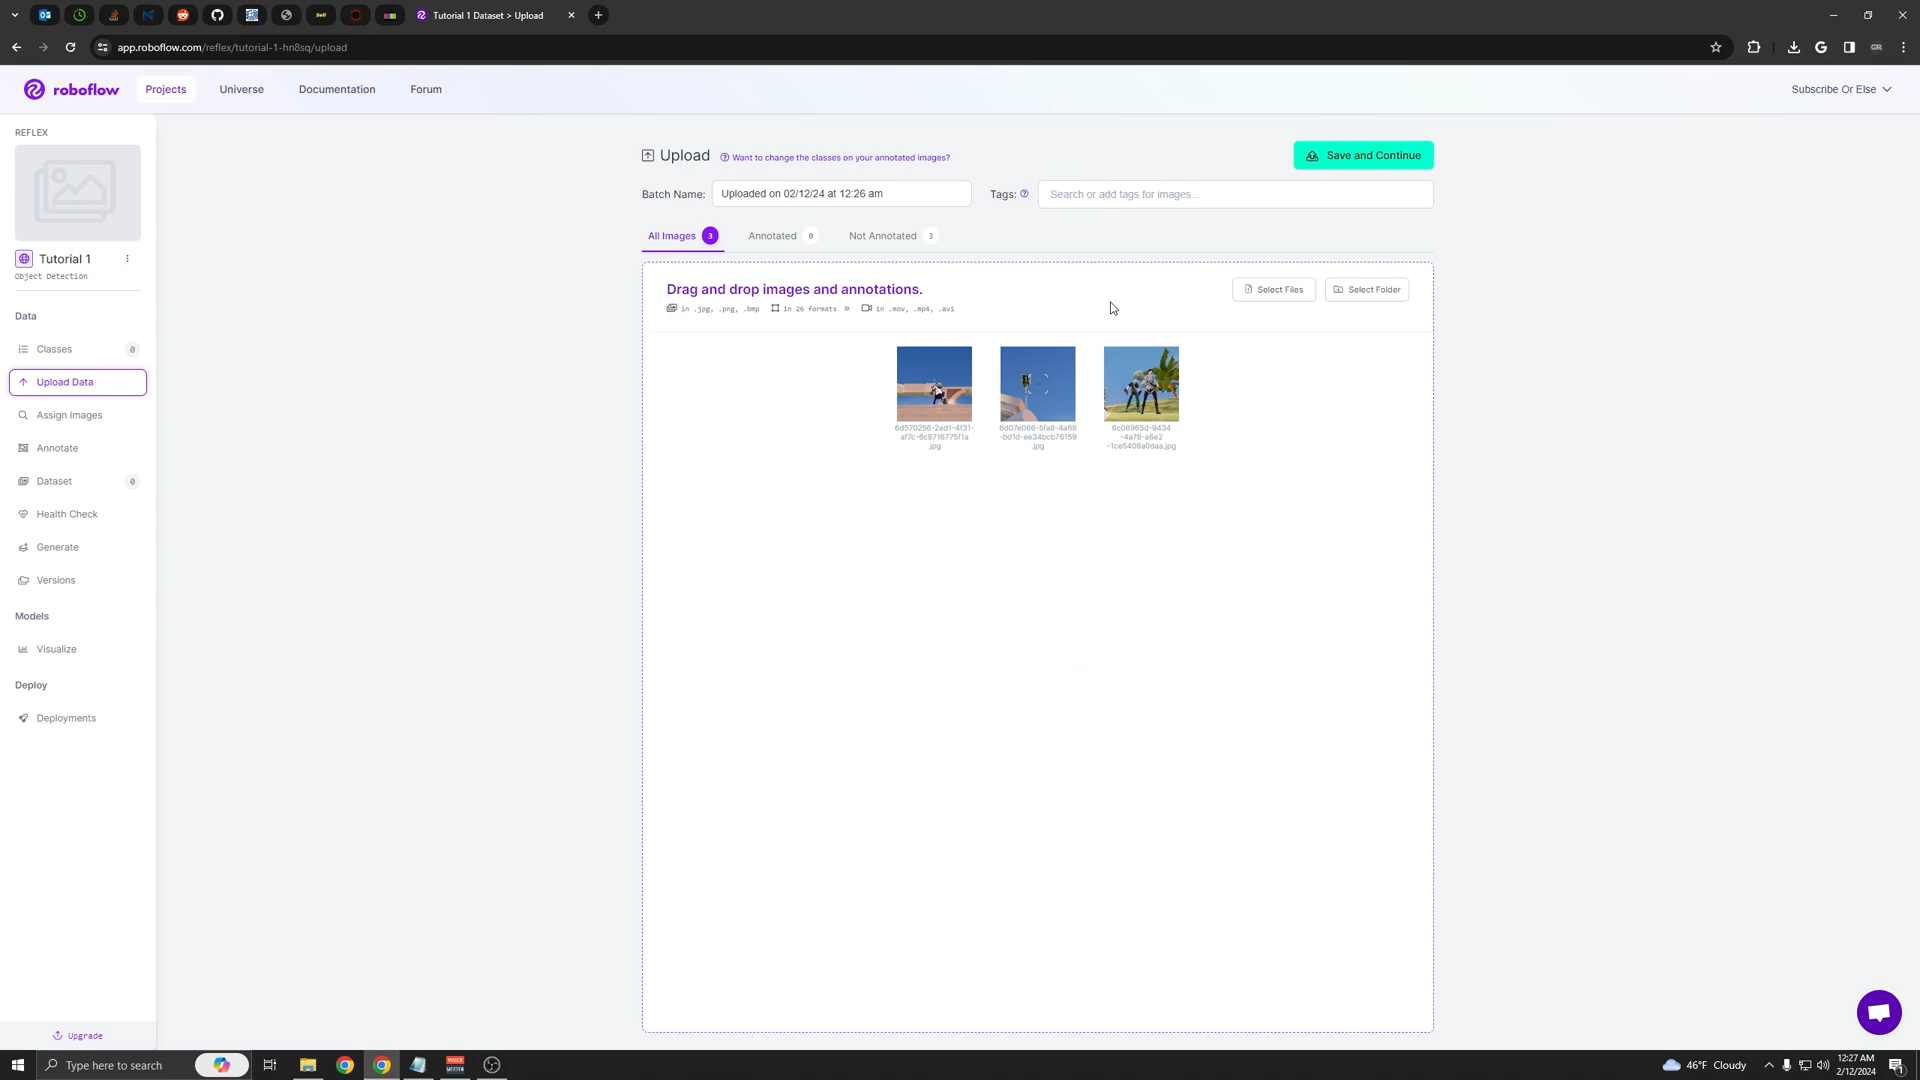 Tutorial 1 Dataset > Upload
app.roboflow.com/reflex/tutorial-1-hn8sq/upload
roboflow
Projects
Universe
Documentation
Forum
Subscribe Or Else
REFLEX
Tutorial 1
Object Detection
Data
Classes 0
Upload Data
Assign Images
Annotate
Dataset 0
Health Check
Generate
Versions
Models
Visualize
Deploy
Deployments
Upgrade
Upload
Want to change the classes on your annotated images?
Save and Continue
Batch Name: Uploaded on 02/12/24 at 12:26 am
Tags: Search or add tags for images...
All Images 3
Annotated 0
Not Annotated 3
Drag and drop images and annotations.
in .jpg, .png, .bmp
in 26 formats »
in .mov, .mp4, .avi
Select Files
Select Folder
6d570256-2ad1-4f31-
af7c-6c8716775f1a
.jpg
6d07e066-5fa8-4a68
-bd1d-ee34bcb76159
.jpg
6c08965d-9434
-4a78-a6e2
-1ce5408a0daa.jpg
Type here to search
46°F Cloudy
12:27 AM
2/12/2024